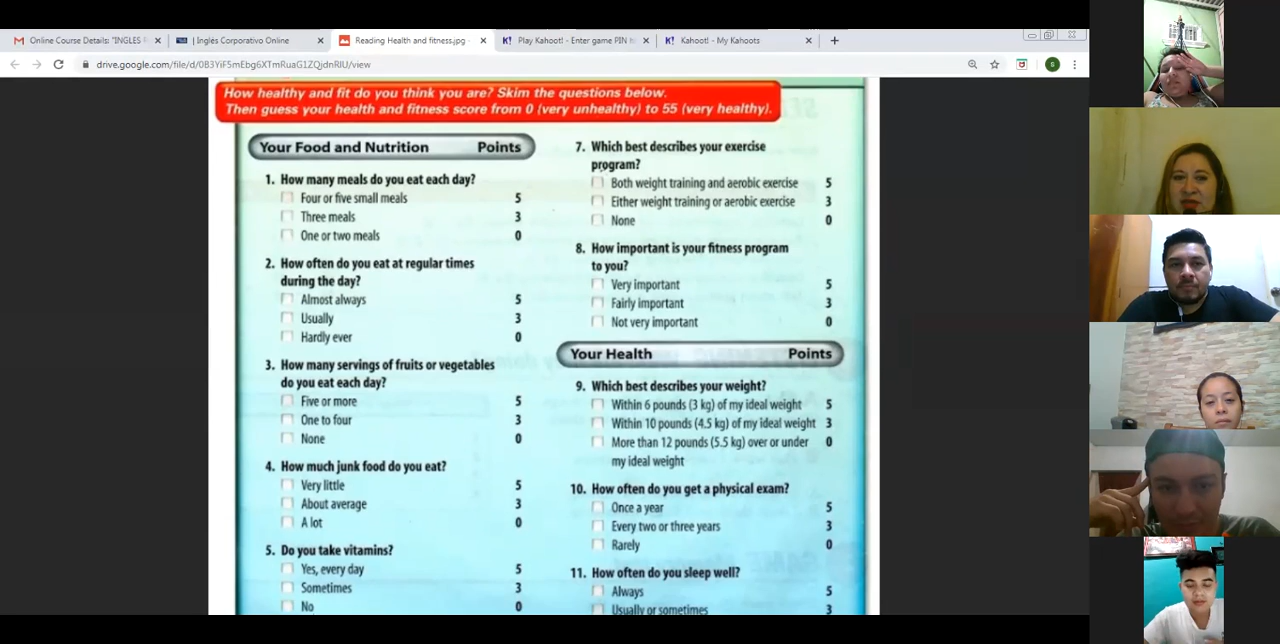 Online Course Details: "INGLES
| Inglés Corporativo Online
Reading Health and fitness.jpg -
Play Kahoot! - Enter game PIN h
Kahoot! - My Kahoots
drive.google.com/file/d/0B3YiF5mEbg6XTmRuaG1ZQjdnRlU/view
How healthy and fit do you think you are? Skim the questions below.
Then guess your health and fitness score from 0 (very unhealthy) to 55 (very healthy).
Your Food and Nutrition Points
1. How many meals do you eat each day?
Four or five small meals 5
Three meals 3
One or two meals 0
2. How often do you eat at regular times
during the day?
Almost always 5
Usually 3
Hardly ever 0
3. How many servings of fruits or vegetables
do you eat each day?
Five or more 5
One to four 3
None 0
4. How much junk food do you eat?
Very little 5
About average 3
A lot 0
5. Do you take vitamins?
Yes, every day 5
Sometimes 3
No 0
7. Which best describes your exercise
program?
Both weight training and aerobic exercise 5
Either weight training or aerobic exercise 3
None 0
8. How important is your fitness program
to you?
Very important 5
Fairly important 3
Not very important 0
Your Health Points
9. Which best describes your weight?
Within 6 pounds (3 kg) of my ideal weight 5
Within 10 pounds (4.5 kg) of my ideal weight 3
More than 12 pounds (5.5 kg) over or under 0
my ideal weight
10. How often do you get a physical exam?
Once a year 5
Every two or three years 3
Rarely 0
11. How often do you sleep well?
Always 5
Usually or sometimes 3